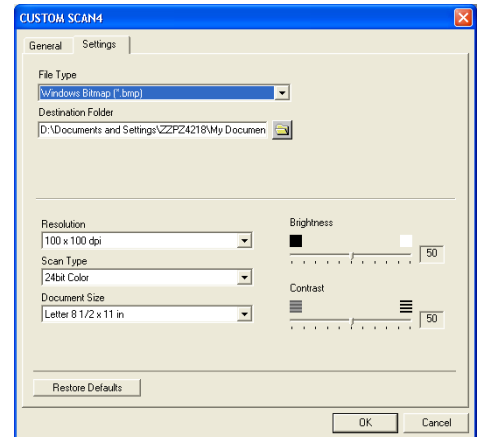 CUSTOM SCAN4
General Settings
File Type
Windows Bitmap (*.bmp)
Destination Folder
D:\Documents and Settings\ZZPZ4218\My Documen
Resolution
100 x 100 dpi
Scan Type
24bit Color
Document Size
Letter 8 1/2 x 11 in
Brightness
50
Contrast
50
Restore Defaults
OK Cancel